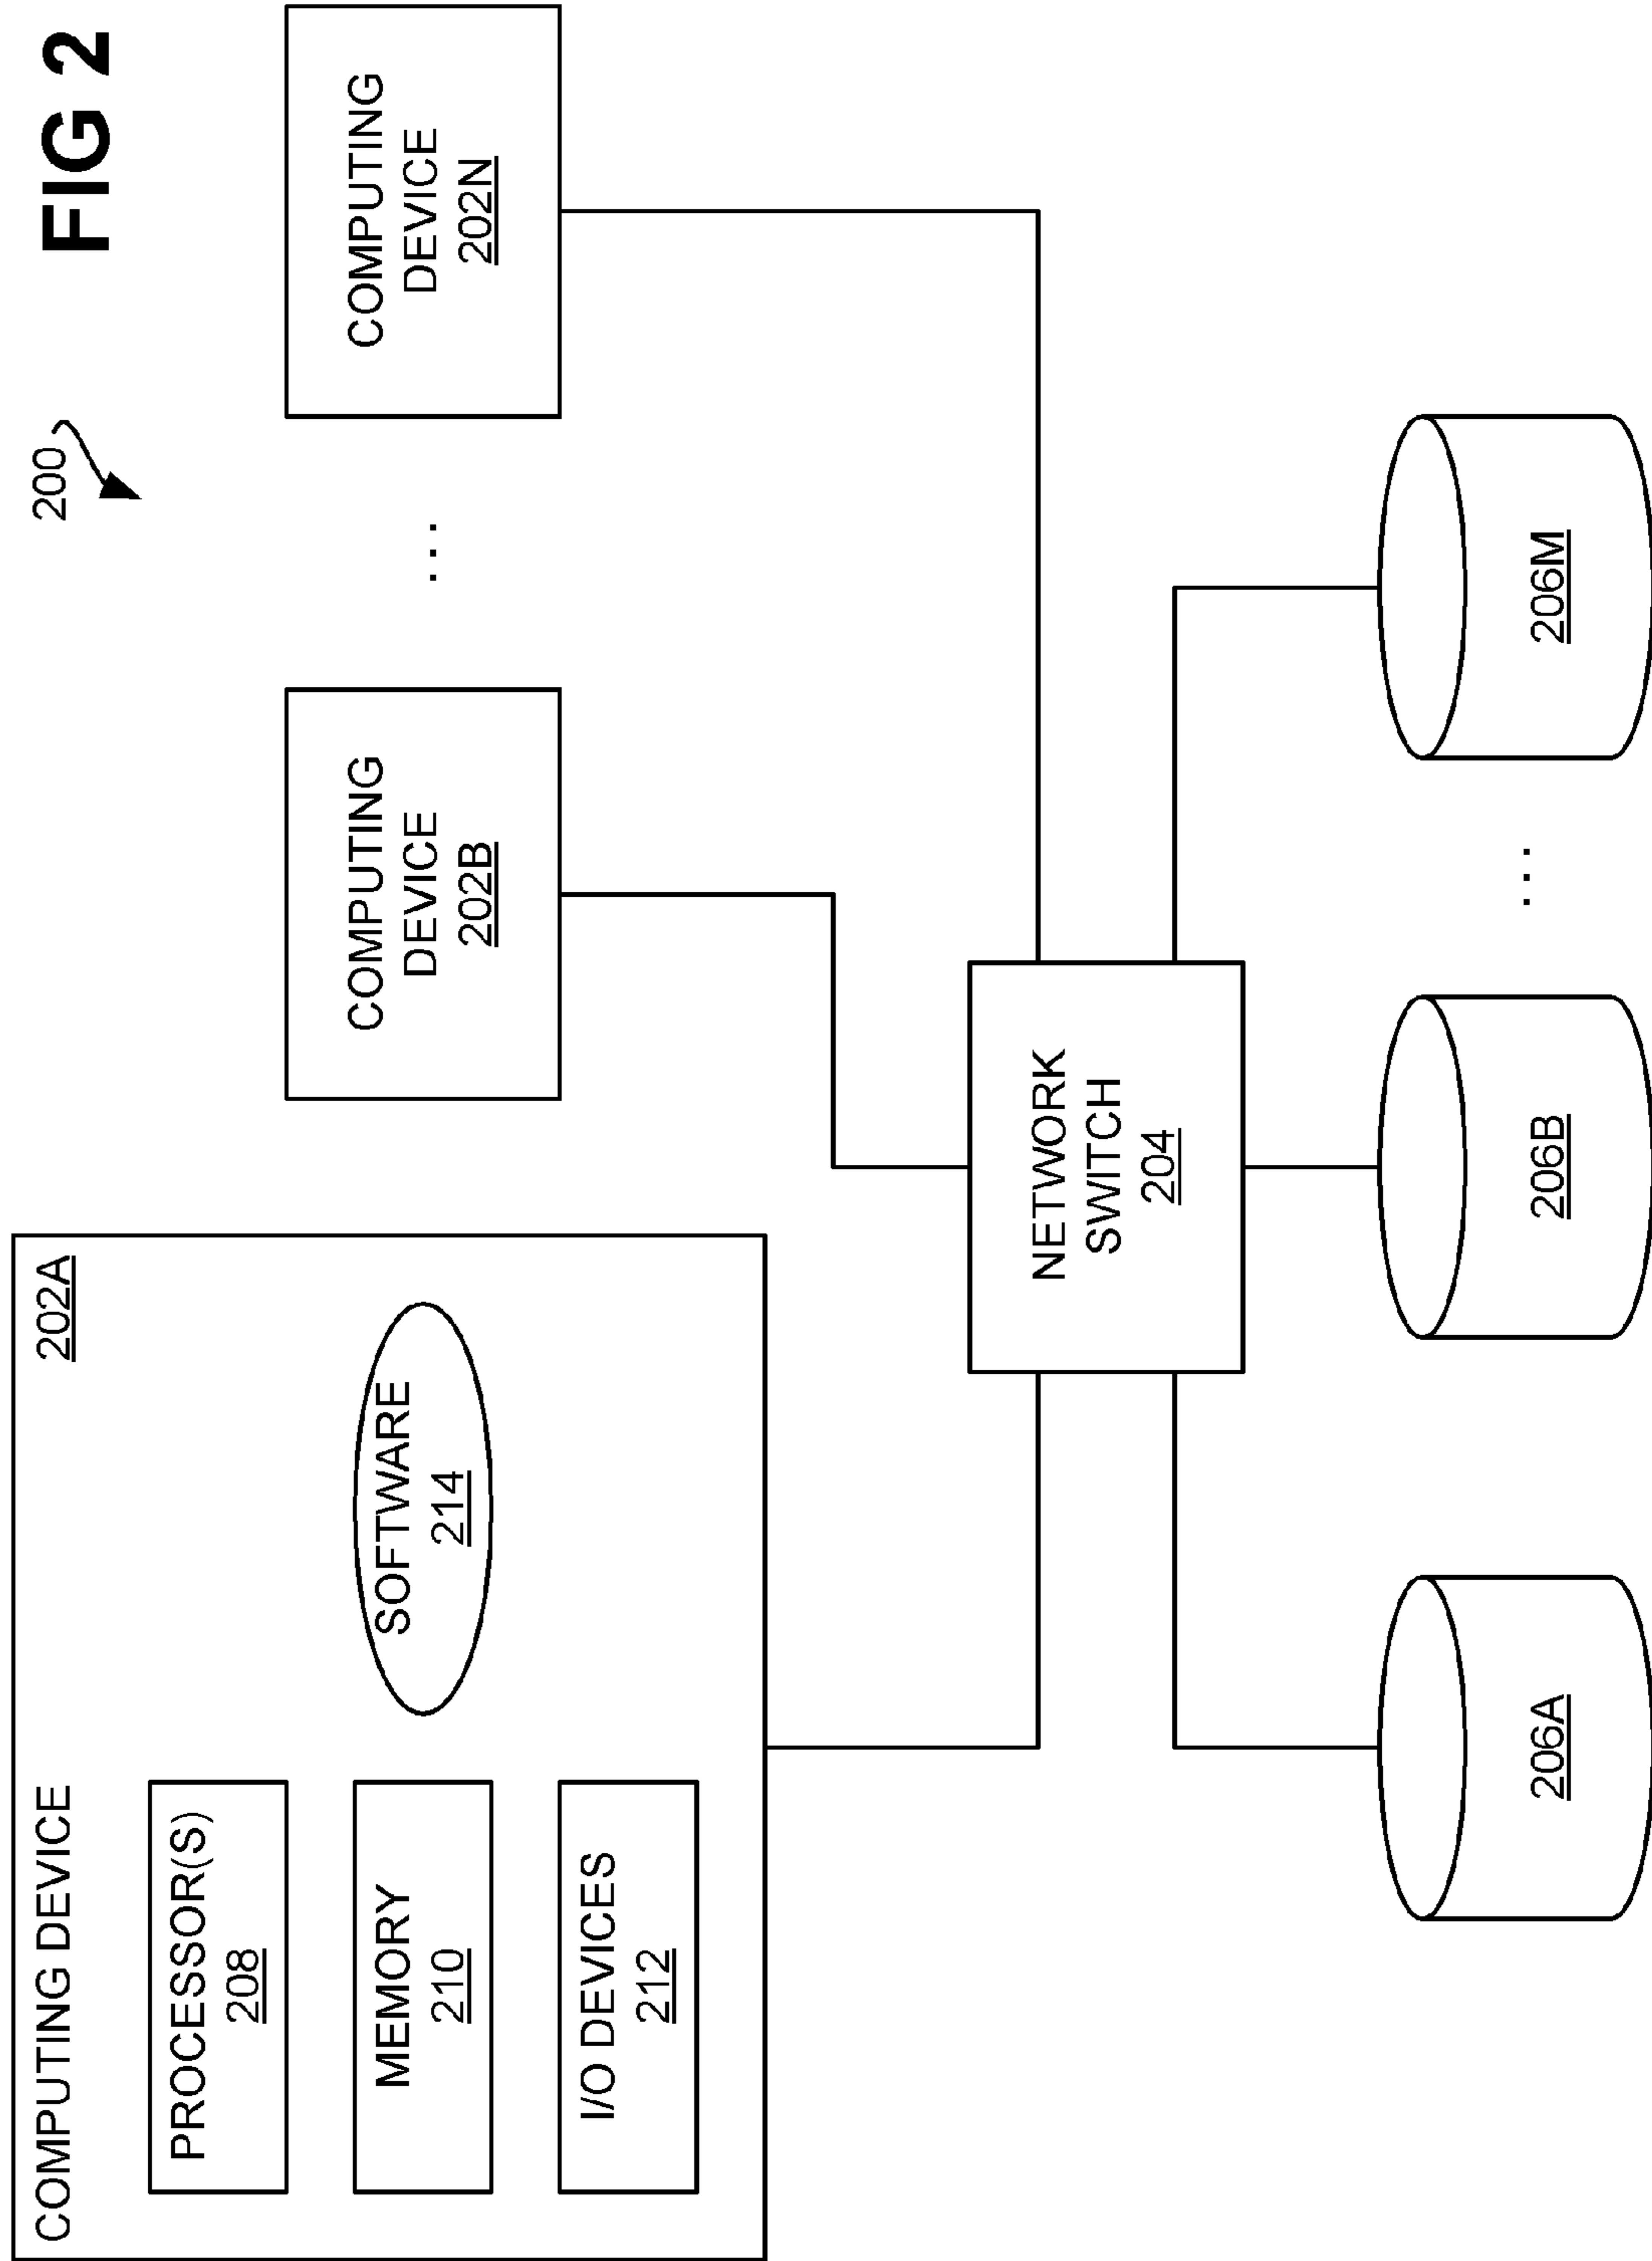 FIG 2
200
COMPUTING DEVICE
202A
PROCESSOR(S)
208
MEMORY
210
I/O DEVICES
212
SOFTWARE
214
COMPUTING
DEVICE
202B
...
COMPUTING
DEVICE
202N
NETWORK
SWITCH
204
206A
206B
...
206M